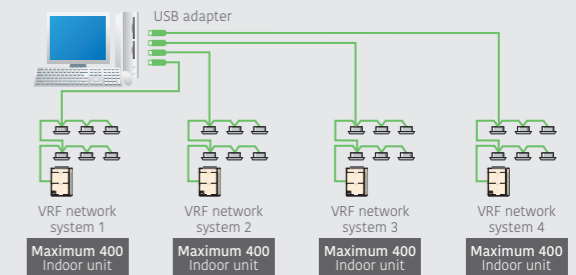 USB adapter
VRF network
system 1
Maximum 400
Indoor unit
VRF network
system 2
Maximum 400
Indoor unit
VRF network
system 3
Maximum 400
Indoor unit
VRF network
system 4
Maximum 400
Indoor unit